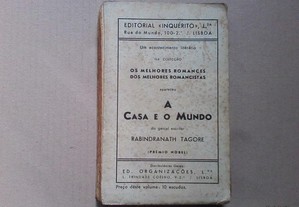 EDITORIAL «INQUÉRITO», L.DA
Rua do Mundo, 100-2.º LISBOA
Um acontecimento literário
na colecção
OS MELHORES ROMANCES
DOS MELHORES ROMANCISTAS
A
CASA E O MUNDO
do genial escritor
RABINDRANATH TAGORE
(PRÉMIO NOBEL)
ED. ORGANIZAÇÕES, L.DA
LISBOA
Preço deste volume: 10 escudos